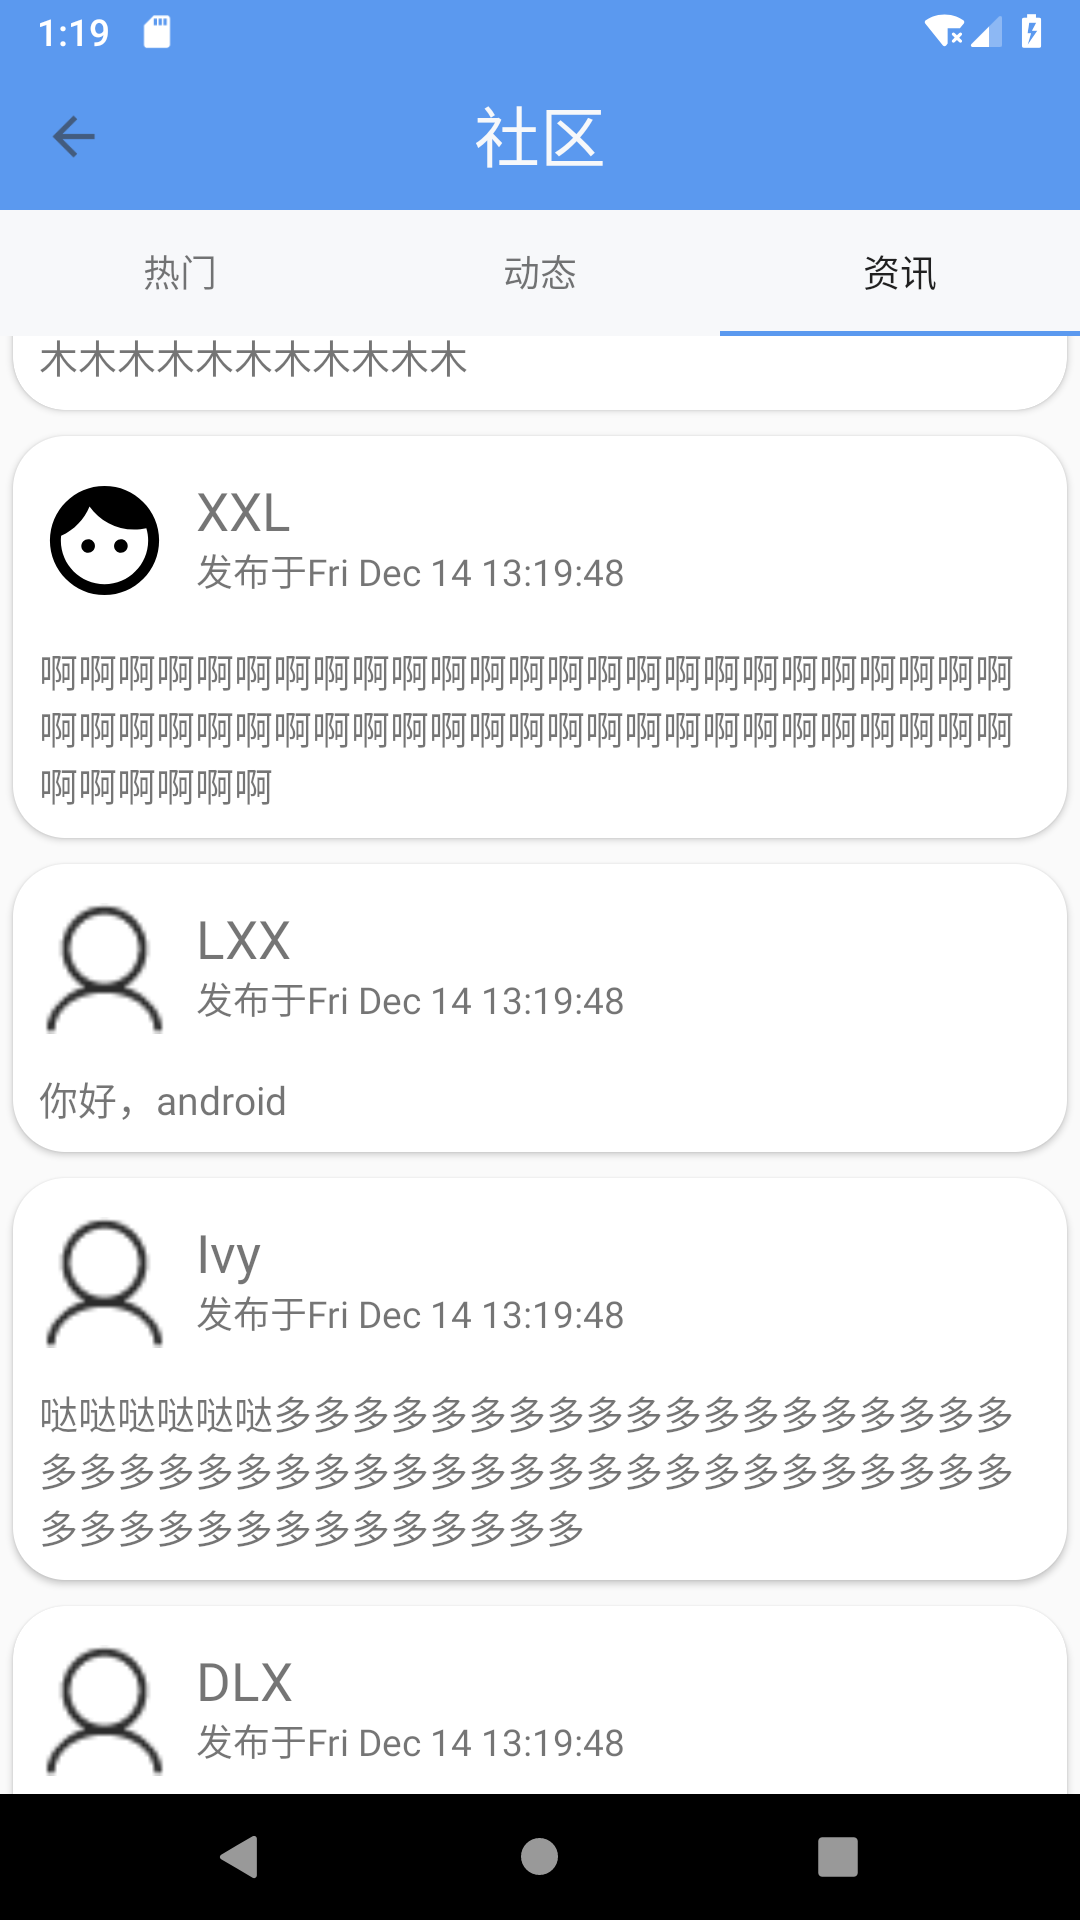 1:19
社区
热门
动态
资讯
木木木木木木木木木木木
XXL
发布于Fri Dec 14 13:19:48
啊啊啊啊啊啊啊啊啊啊啊啊啊啊啊啊啊啊啊啊啊啊啊啊啊
啊啊啊啊啊啊啊啊啊啊啊啊啊啊啊啊啊啊啊啊啊啊啊啊啊
啊啊啊啊啊啊
LXX
发布于Fri Dec 14 13:19:48
你好，android
Ivy
发布于Fri Dec 14 13:19:48
哒哒哒哒哒哒多多多多多多多多多多多多多多多多多多多
多多多多多多多多多多多多多多多多多多多多多多多多多
多多多多多多多多多多多多多多
DLX
发布于Fri Dec 14 13:19:48